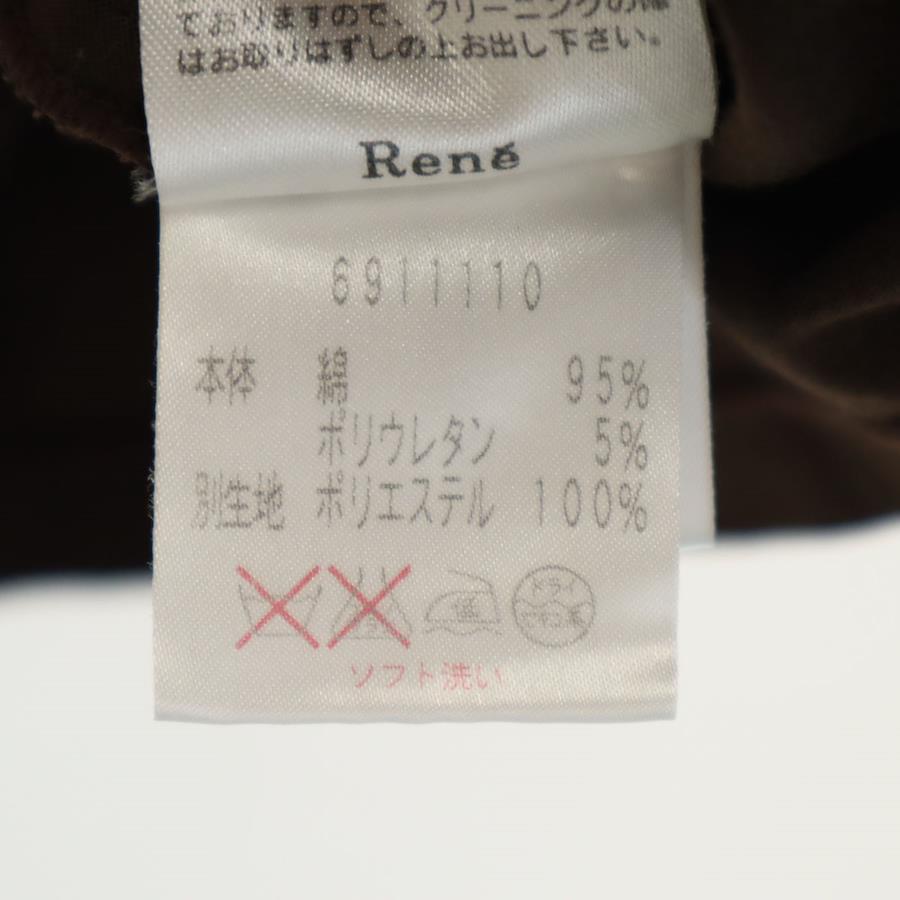 ておりますので、クリーニングの際
はお取りはずしの上お出し下さい。
René
6911110
本体 綿 95%
ポリウレタン 5%
別生地 ポリエステル 100%
低
ドライ
ソフト洗い